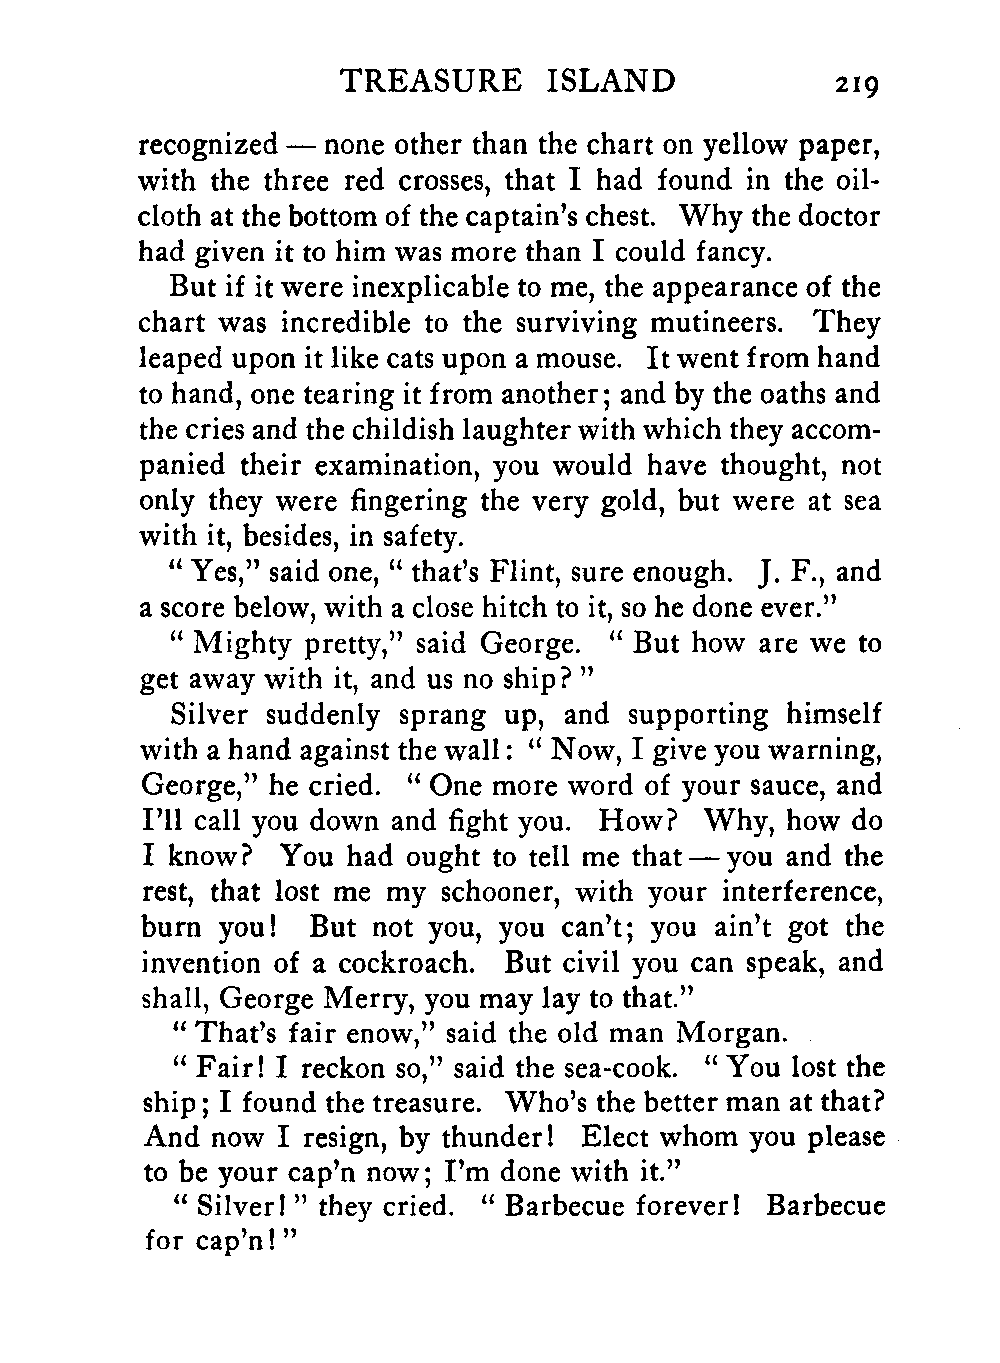 TREASURE ISLAND 219
recognized — none other than the chart on yellow paper,
with the three red crosses, that I had found in the oil-
cloth at the bottom of the captain's chest. Why the doctor
had given it to him was more than I could fancy.
But if it were inexplicable to me, the appearance of the
chart was incredible to the surviving mutineers. They
leaped upon it like cats upon a mouse. It went from hand
to hand, one tearing it from another; and by the oaths and
the cries and the childish laughter with which they accom-
panied their examination, you would have thought, not
only they were fingering the very gold, but were at sea
with it, besides, in safety.
“ Yes,” said one, “ that's Flint, sure enough. J. F., and
a score below, with a close hitch to it, so he done ever.”
“ Mighty pretty,” said George. “ But how are we to
get away with it, and us no ship? ”
Silver suddenly sprang up, and supporting himself
with a hand against the wall: “ Now, I give you warning,
George,” he cried. “ One more word of your sauce, and
I'll call you down and fight you. How? Why, how do
I know? You had ought to tell me that — you and the
rest, that lost me my schooner, with your interference,
burn you! But not you, you can't; you ain't got the
invention of a cockroach. But civil you can speak, and
shall, George Merry, you may lay to that.”
“ That's fair enow,” said the old man Morgan.
“ Fair! I reckon so,” said the sea-cook. “ You lost the
ship; I found the treasure. Who's the better man at that?
And now I resign, by thunder! Elect whom you please
to be your cap'n now; I'm done with it.”
“ Silver! ” they cried. “ Barbecue forever! Barbecue
for cap'n! ”